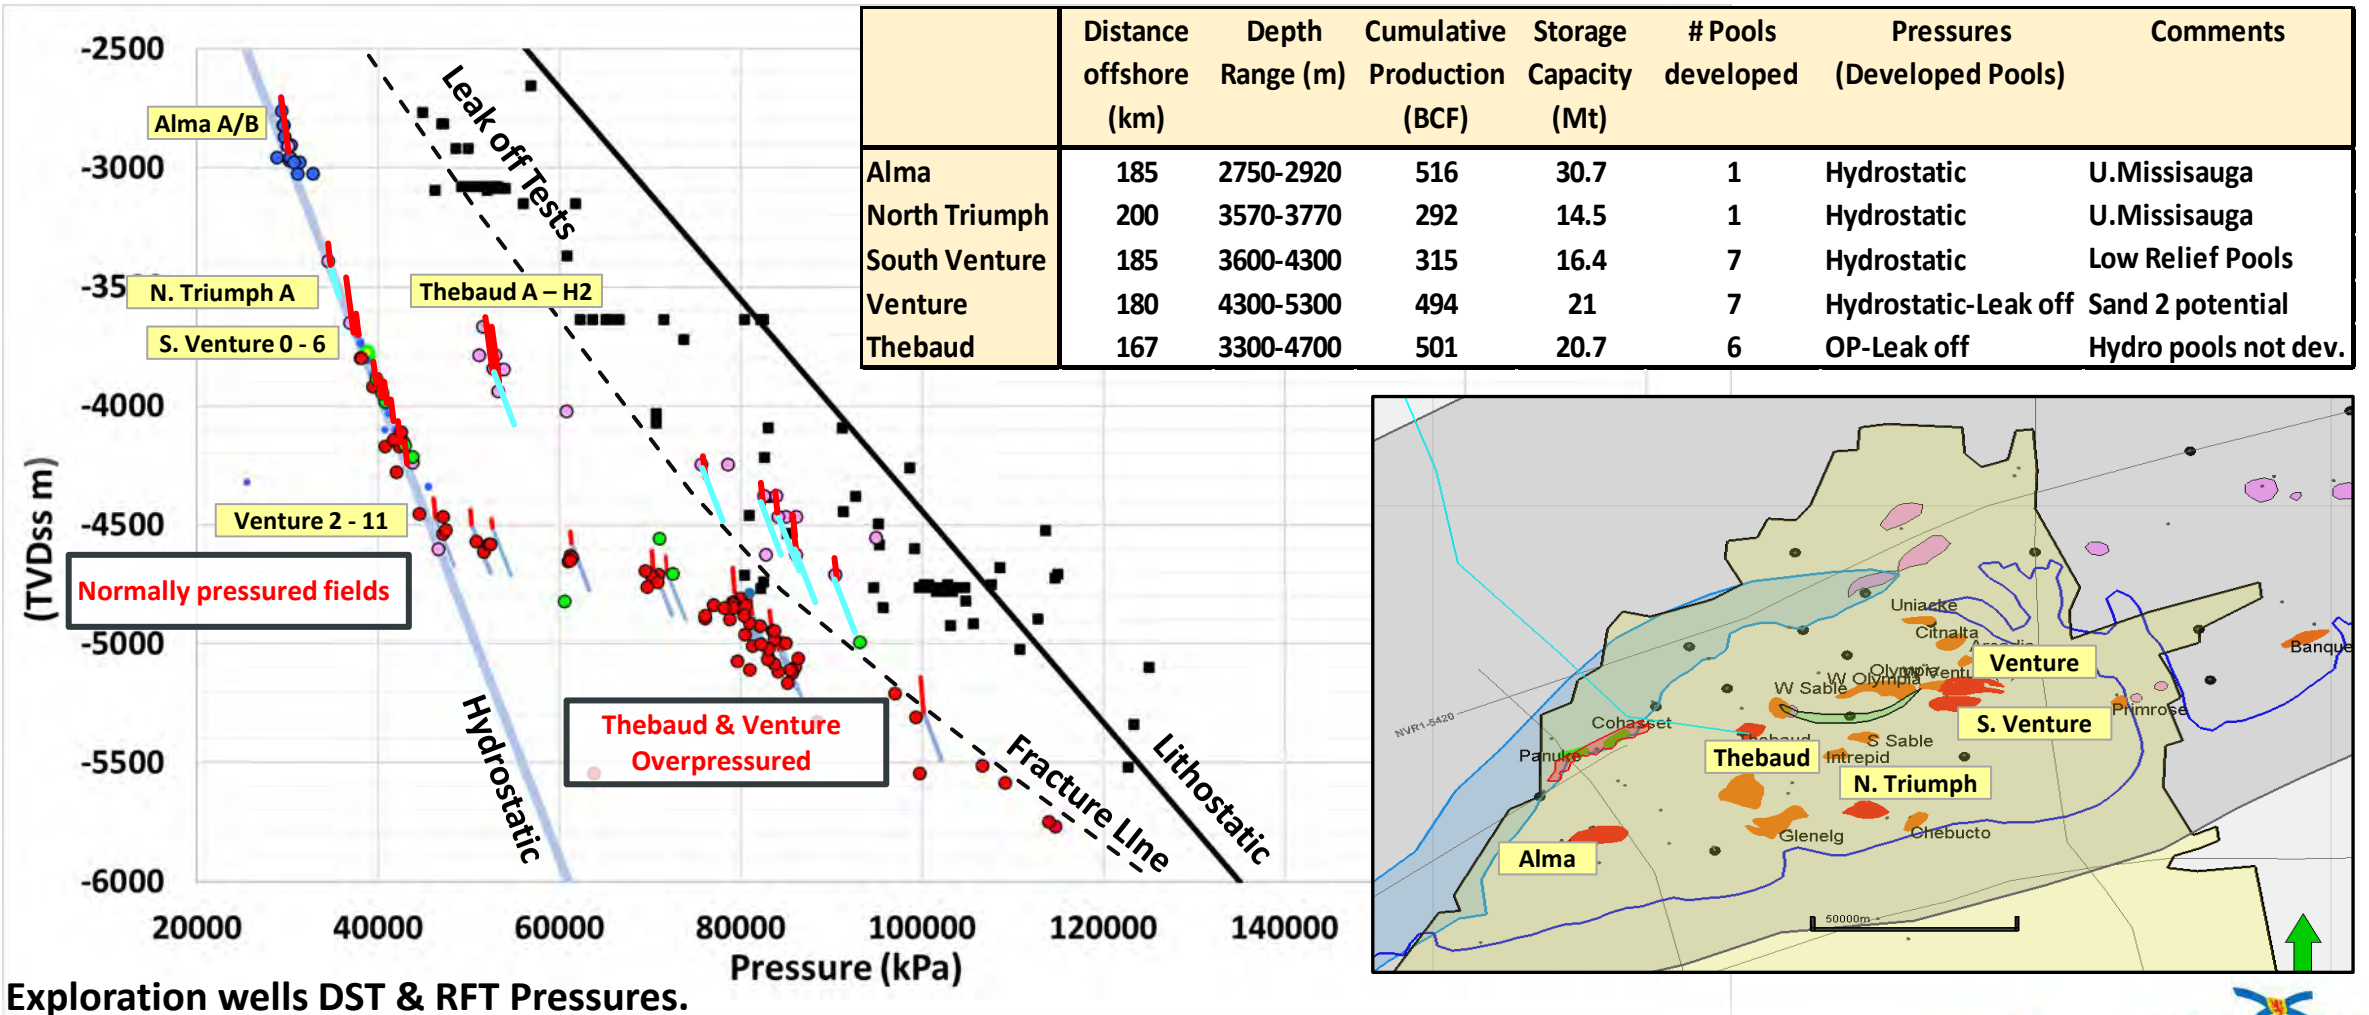 Distance Depth Cumulative Storage # Pools Pressures Comments
offshore Range (m) Production Capacity developed (Developed Pools)
(km) (BCF) (Mt)
Alma 185 2750-2920 516 30.7 1 Hydrostatic U.Missisauga
North Triumph 200 3570-3770 292 14.5 1 Hydrostatic U.Missisauga
South Venture 185 3600-4300 315 16.4 7 Hydrostatic Low Relief Pools
Venture 180 4300-5300 494 21 7 Hydrostatic-Leak off Sand 2 potential
Thebaud 167 3300-4700 501 20.7 6 OP-Leak off Hydro pools not dev.
-2500
-3000
-35
-4000
-4500
-5000
-5500
-6000
(TVDss m)
Alma A/B
Leak off Tests
N. Triumph A
Thebaud A – H2
S. Venture 0 - 6
Venture 2 - 11
Normally pressured fields
Thebaud & Venture
Overpressured
Hydrostatic
Fracture LIne
Lithostatic
20000 40000 60000 80000 100000 120000 140000
Pressure (kPa)
Exploration wells DST & RFT Pressures.
Uniacke
Citnalta
Venture
Olympia
W Olympia
W Sable
Banque
Primrose
S. Venture
NVR1-5420
Cohasset
Panuke
Thebaud
Thebaud
S Sable
Intrepid
N. Triumph
Glenelg
Chebucto
Alma
50000m